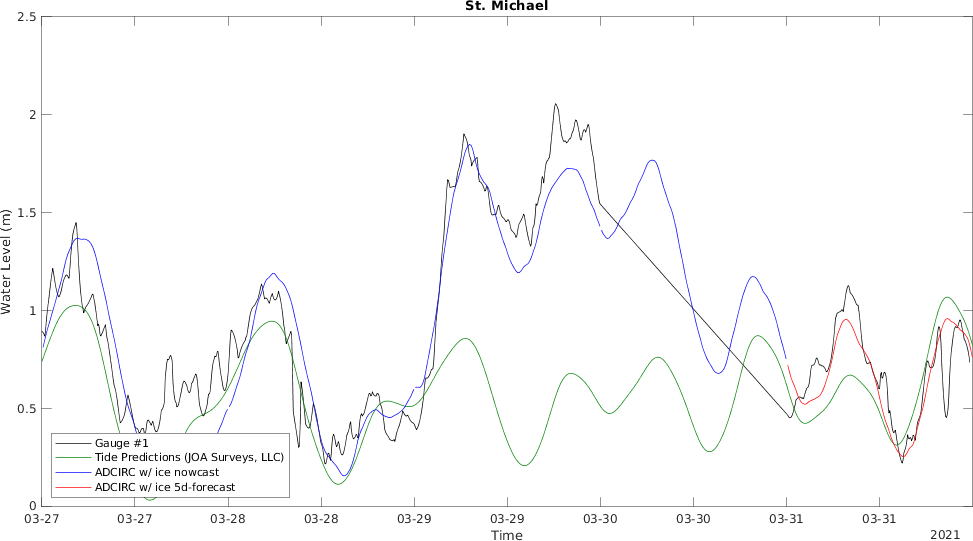 St. Michael
2.5
2
1.5
1
0.5
0
Water Level (m)
Gauge #1
Tide Predictions (JOA Surveys, LLC)
ADCIRC w/ ice nowcast
ADCIRC w/ ice 5d-forecast
03-27 03-27 03-28 03-28 03-29 03-29 03-30 03-30 03-31 03-31
Time
2021